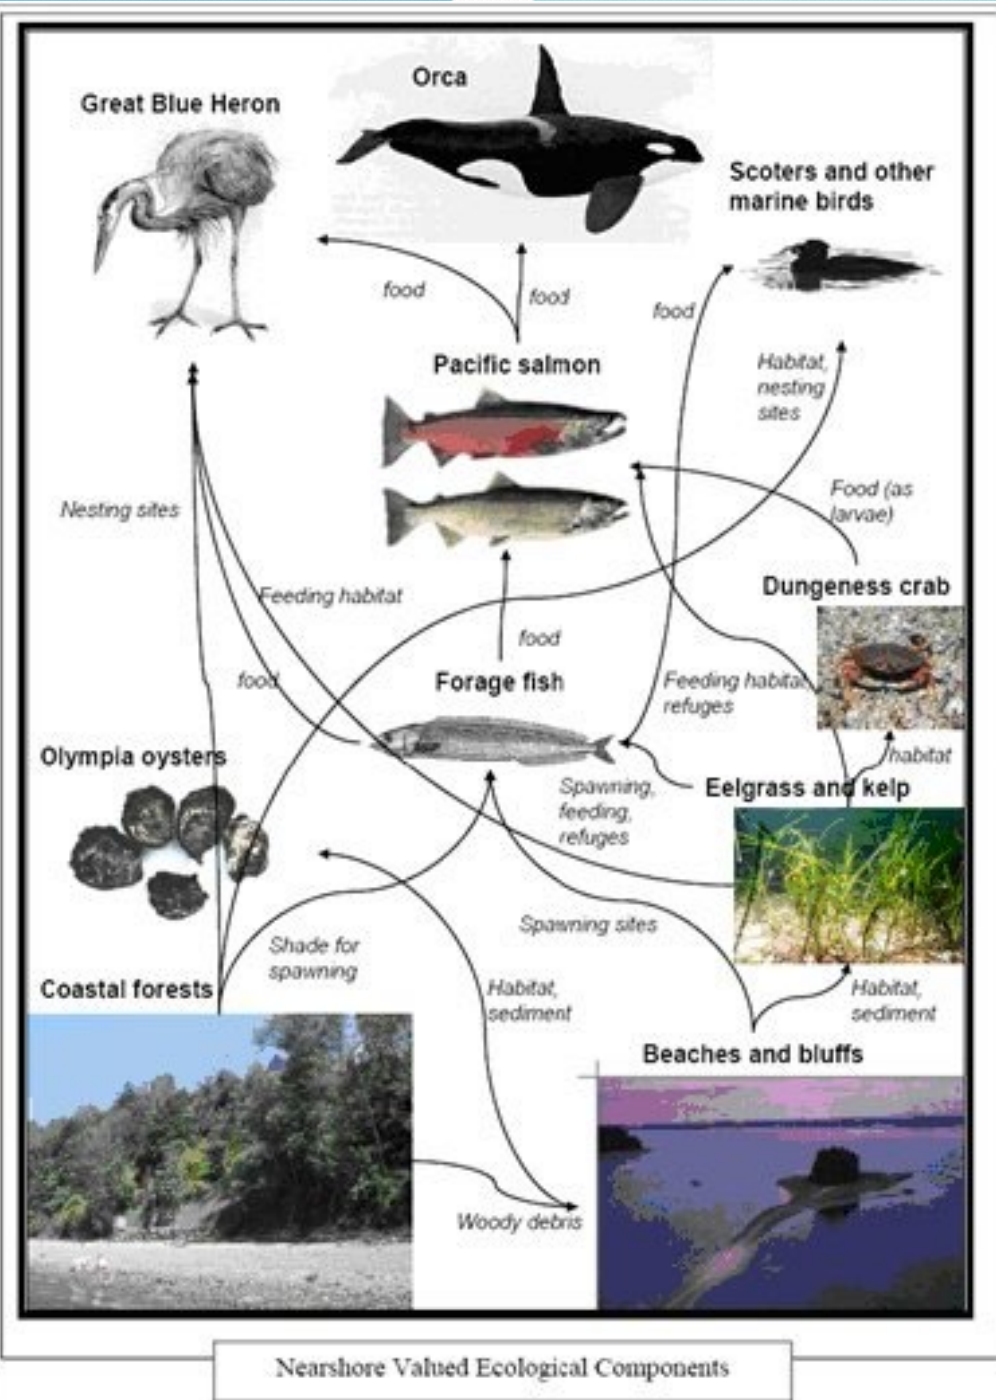 Orca
Great Blue Heron
Scoters and other
marine birds
food
food
food
Pacific salmon
Habitat,
nesting
sites
Nesting sites
Food (as
larvae)
Dungeness crab
Feeding habitat
food
food
Forage fish
Feeding habitat,
refuges
Olympia oysters
habitat
Spawning,
feeding,
refuges
Eelgrass and kelp
Spawning sites
Shade for
spawning
Coastal forests
Habitat,
sediment
Habitat,
sediment
Beaches and bluffs
Woody debris
Nearshore Valued Ecological Components